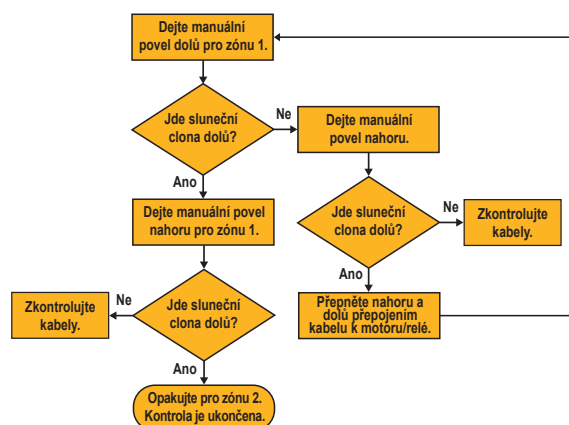 Dejte manuální
povel dolů pro zónu 1.
Jde sluneční
clona dolů?
Ne
Dejte manuální
povel nahoru.
Ano
Dejte manuální povel
nahoru pro zónu 1.
Jde sluneční
clona dolů?
Ne
Zkontrolujte
kabely.
Ano
Přepněte nahoru a
dolů přepojením
kabelu k motóru/relé.
Jde sluneční
clona dolů?
Ne
Zkontrolujte
kabely.
Ano
Opakujte pro zónu 2.
Kontrola je ukončena.